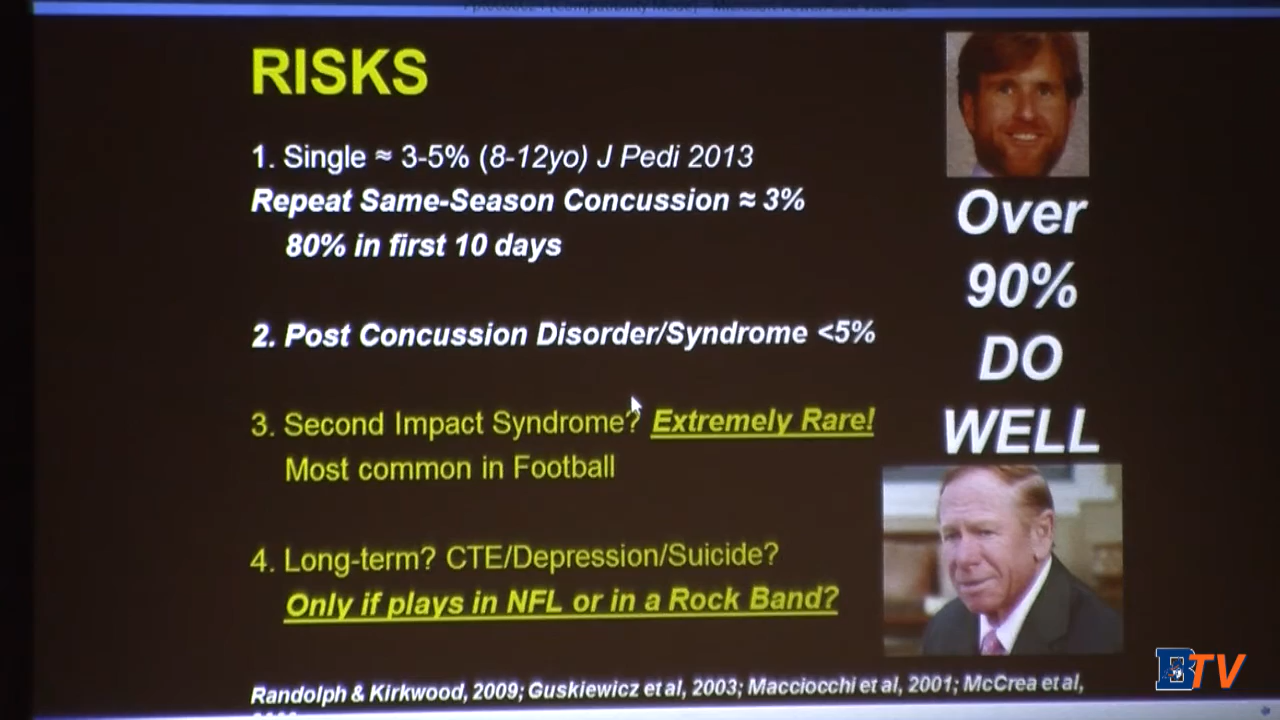 RISKS
1. Single ≈ 3-5% (8-12yo) J Pedi 2013
Repeat Same-Season Concussion ≈ 3%
80% in first 10 days
2. Post Concussion Disorder/Syndrome <5%
3. Second Impact Syndrome? Extremely Rare!
Most common in Football
4. Long-term? CTE/Depression/Suicide?
Only if plays in NFL or in a Rock Band?
Randolph & Kirkwood, 2009; Guskiewicz et al, 2003; Macciocchi et al, 2001; McCrea et al,
Over
90%
DO
WELL
BTV